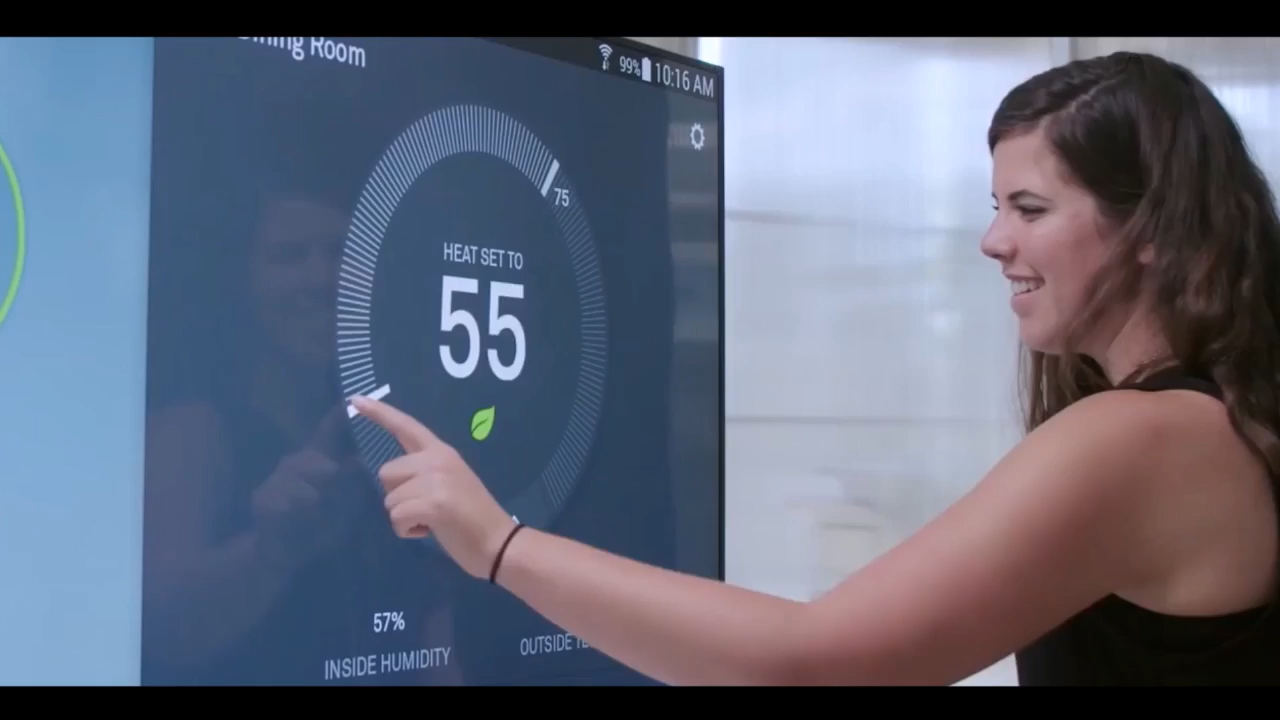 Room
99% 10:16 AM
75
HEAT SET TO
55
57%
INSIDE HUMIDITY
OUTSIDE